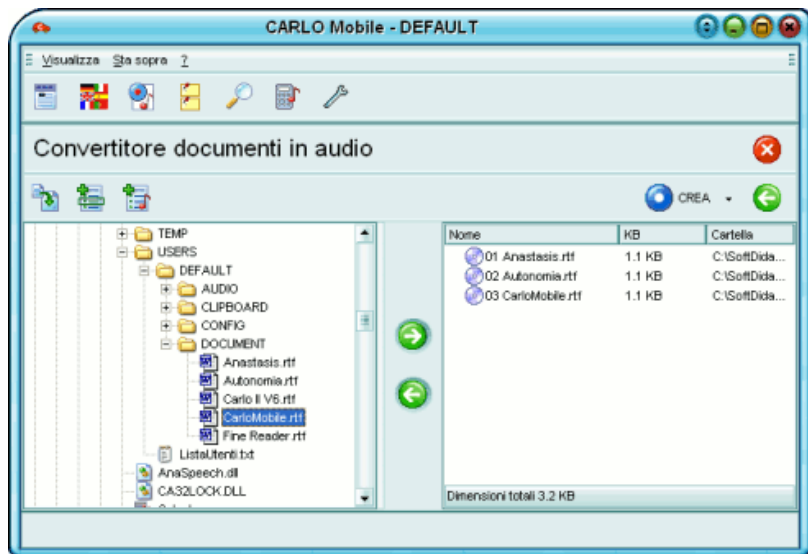 CARLO Mobile - DEFAULT
Visualizza Sta sopra ?
Convertitore documenti in audio
CREA
TEMP
USERS
DEFAULT
AUDIO
CLIPBOARD
CONFIG
DOCUMENT
Anastasis.rtf
Autonomia.rtf
Carlo II V6.rtf
CarloMobile.rtf
Fine Reader.rtf
ListaUtenti.txt
AnaSpeech.dll
CA32LOCK.DLL
Nome KB Cartella
01 Anastasis.rtf 1.1 KB C:\SoftDida...
02 Autonomia.rtf 1.1 KB C:\SoftDida...
03 CarloMobile.rtf 1.1 KB C:\SoftDida...
Dimensioni totali 3.2 KB